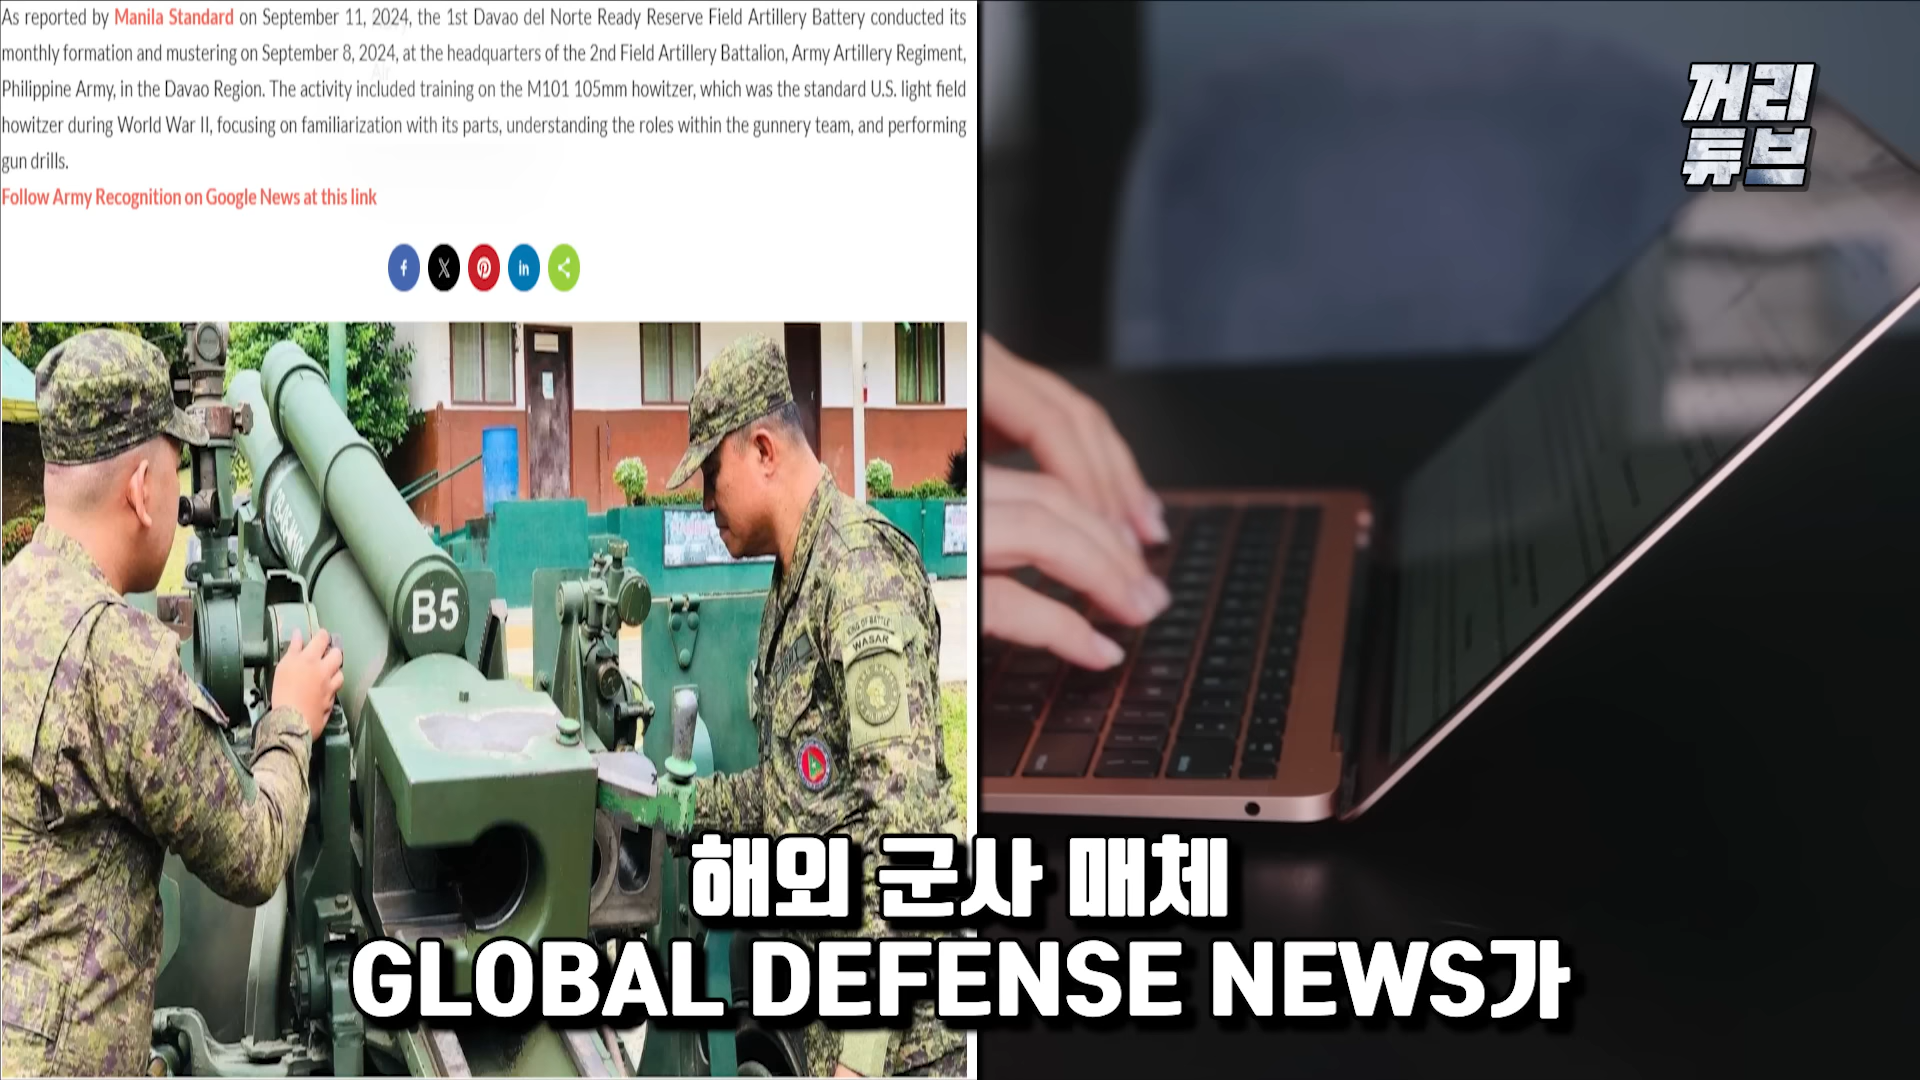 As reported by Manila Standard on September 11, 2024, the 1st Davao del Norte Ready Reserve Field Artillery Battery conducted its
monthly formation and mustering on September 8, 2024, at the headquarters of the 2nd Field Artillery Battalion, Army Artillery Regiment,
Philippine Army, in the Davao Region. The activity included training on the M101 105mm howitzer, which was the standard U.S. light field
howitzer during World War II, focusing on familiarization with its parts, understanding the roles within the gunnery team, and performing
gun drills.
Follow Army Recognition on Google News at this link
꺼리
튜브
B5
KING OF BATTLE
WASAR
해외 군사 매체
GLOBAL DEFENSE NEWS가